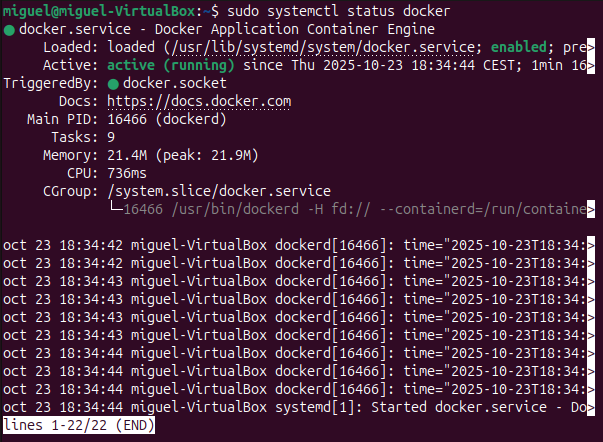 miguel@miguel-VirtualBox:~$ sudo systemctl status docker
● docker.service - Docker Application Container Engine
     Loaded: loaded (/usr/lib/systemd/system/docker.service; enabled; pre>
     Active: active (running) since Thu 2025-10-23 18:34:44 CEST; 1min 16>
TriggeredBy: ● docker.socket
       Docs: https://docs.docker.com
   Main PID: 16466 (dockerd)
      Tasks: 9
     Memory: 21.4M (peak: 21.9M)
        CPU: 736ms
     CGroup: /system.slice/docker.service
             └─16466 /usr/bin/dockerd -H fd:// --containerd=/run/containe>
oct 23 18:34:42 miguel-VirtualBox dockerd[16466]: time="2025-10-23T18:34:>
oct 23 18:34:42 miguel-VirtualBox dockerd[16466]: time="2025-10-23T18:34:>
oct 23 18:34:43 miguel-VirtualBox dockerd[16466]: time="2025-10-23T18:34:>
oct 23 18:34:43 miguel-VirtualBox dockerd[16466]: time="2025-10-23T18:34:>
oct 23 18:34:43 miguel-VirtualBox dockerd[16466]: time="2025-10-23T18:34:>
oct 23 18:34:43 miguel-VirtualBox dockerd[16466]: time="2025-10-23T18:34:>
oct 23 18:34:44 miguel-VirtualBox dockerd[16466]: time="2025-10-23T18:34:>
oct 23 18:34:44 miguel-VirtualBox dockerd[16466]: time="2025-10-23T18:34:>
oct 23 18:34:44 miguel-VirtualBox dockerd[16466]: time="2025-10-23T18:34:>
oct 23 18:34:44 miguel-VirtualBox systemd[1]: Started docker.service - Do>
lines 1-22/22 (END)